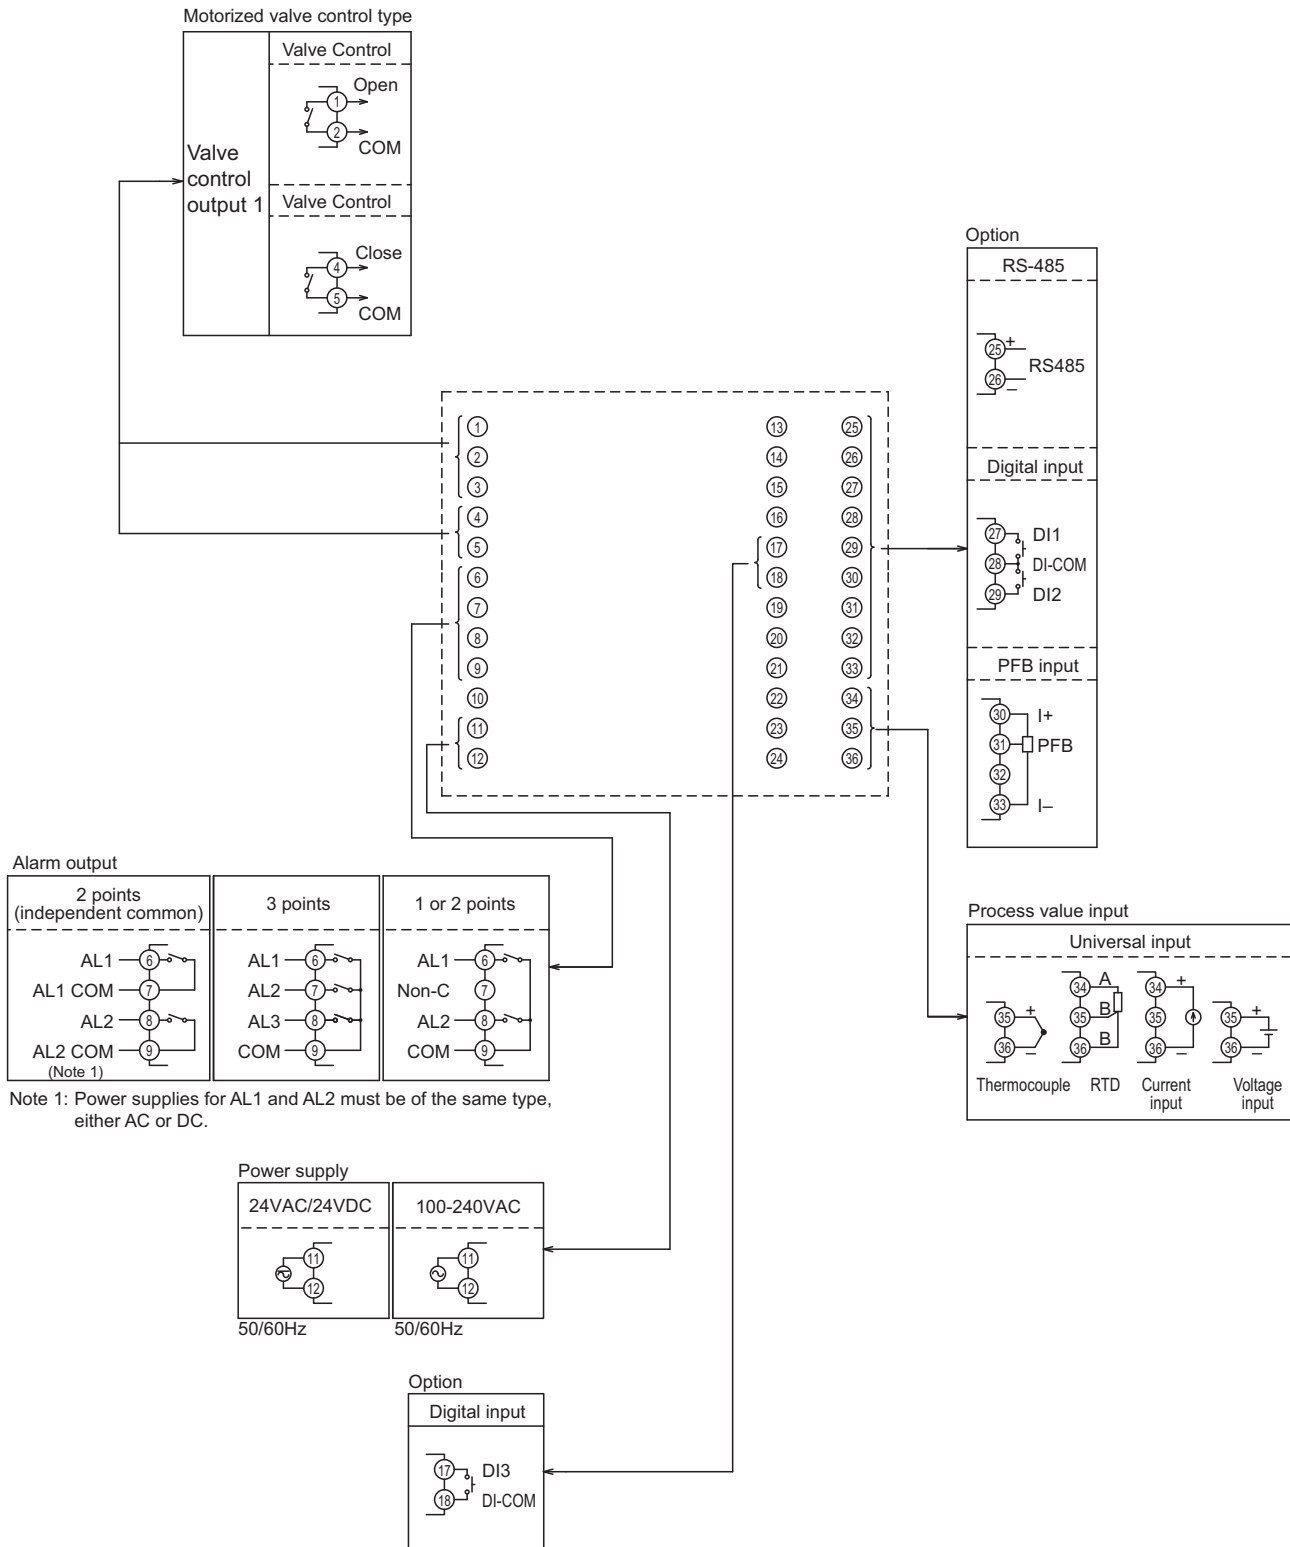 Motorized valve control type
Valve
control
output 1
Valve Control
1
Open
2
COM
Valve Control
4
Close
5
COM
Option
RS-485
25
+
RS485
26
–
Digital input
27
DI1
28
DI-COM
29
DI2
PFB input
30
I+
31
PFB
32
33
I–
1 13 25
2 14 26
3 15 27
4 16 28
5 17 29
6 18 30
7 19 31
8 20 32
9 21 33
10 22 34
11 23 35
12 24 36
Alarm output
2 points
(independent common)
AL1 6
AL1 COM 7
AL2 8
AL2 COM 9
(Note 1)
3 points
AL1 6
AL2 7
AL3 8
COM 9
1 or 2 points
AL1 6
Non-C 7
AL2 8
COM 9
Note 1: Power supplies for AL1 and AL2 must be of the same type,
either AC or DC.
Process value input
Universal input
35 +
36 –
Thermocouple
34 A
35 B
36 B
RTD
34 +
35
36 –
Current
input
35 +
36 –
Voltage
input
Power supply
24VAC/24VDC
11
12
50/60Hz
100-240VAC
11
12
50/60Hz
Option
Digital input
17 DI3
18 DI-COM